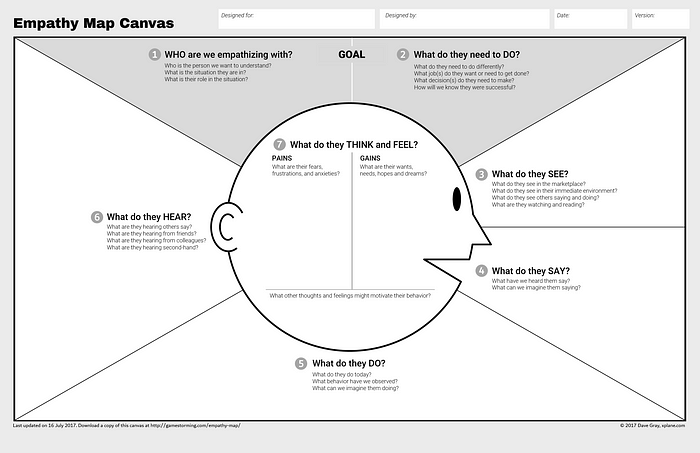 Empathy Map Canvas
Designed for:
Designed by:
Date:
Version:
1 WHO are we empathizing with?
Who is the person we want to understand?
What is the situation they are in?
What is their role in the situation?
GOAL
2 What do they need to DO?
What do they need to do differently?
What job(s) do they want or need to get done?
What decision(s) do they need to make?
How will we know they were successful?
7 What do they THINK and FEEL?
PAINS
What are their fears,
frustrations, and anxieties?
GAINS
What are their wants,
needs, hopes and dreams?
What other thoughts and feelings might motivate their behavior?
3 What do they SEE?
What do they see in the marketplace?
What do they see in their immediate environment?
What do they see others saying and doing?
What are they watching and reading?
4 What do they SAY?
What have we heard them say?
What can we imagine them saying?
5 What do they DO?
What do they do today?
What behavior have we observed?
What can we imagine them doing?
6 What do they HEAR?
What are they hearing others say?
What are they hearing from friends?
What are they hearing from colleagues?
What are they hearing second-hand?
Last updated on 16 July 2017. Download a copy of this canvas at http://gamestorming.com/empathy-map/
© 2017 Dave Gray, xplane.com